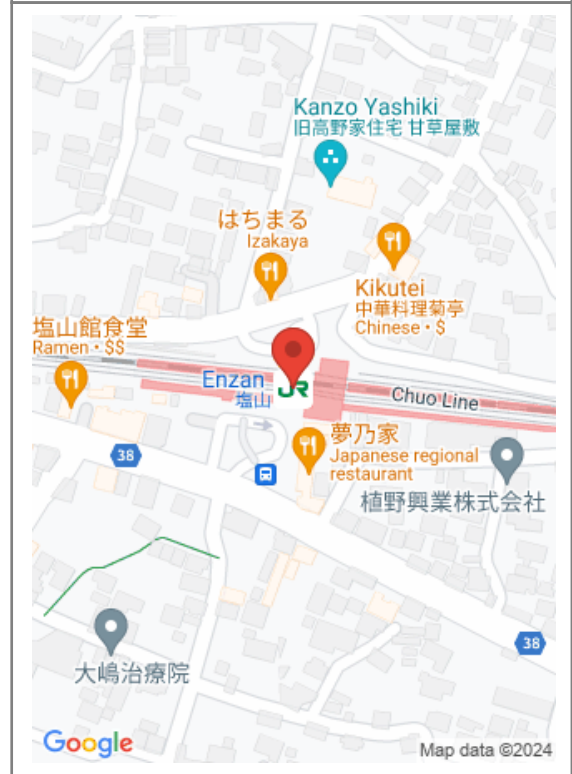 Kanzo Yashiki
旧高野家住宅 甘草屋敷
はちまる
Izakaya
Kikutei
中華料理菊亭
Chinese • $
塩山館食堂
Ramen • $$
Enzan
塩山
JR
Chuo Line
夢乃家
Japanese regional
restaurant
38
植野興業株式会社
38
大嶋治療院
Google
Map data ©2024